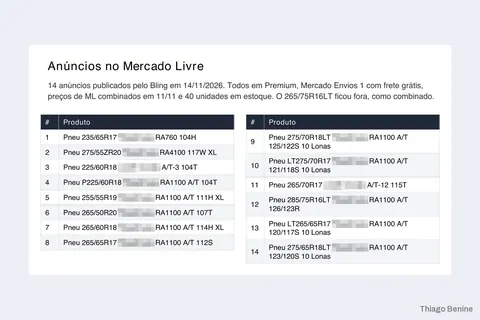 Anúncios no Mercado Livre
14 anúncios publicados pelo Bling em 14/11/2026. Todos em Premium, Mercado Envios 1 com frete grátis,
preços de ML combinados em 11/11 e 40 unidades em estoque. O 265/75R16LT ficou fora, como combinado.
# Produto
1 Pneu 235/65R17 RA760 104H
2 Pneu 275/55ZR20 RA4100 117W XL
3 Pneu 225/60R18 A/T-3 104T
4 Pneu P225/60R18 RA1100 A/T 104T
5 Pneu 255/55R19 RA1100 A/T 111H XL
6 Pneu 265/50R20 RA1100 A/T 107T
7 Pneu 265/60R18 RA1100 A/T 114H XL
8 Pneu 265/65R17 RA1100 A/T 112S
# Produto
9 Pneu 275/70R18LT RA1100 A/T
125/122S 10 Lonas
10 Pneu LT275/70R17 RA1100 A/T
121/118S 10 Lonas
11 Pneu 265/70R17 A/T-12 115T
12 Pneu 285/75R16LT RA1100 A/T
126/123R
13 Pneu LT265/65R17 RA1100 A/T
120/117S 10 Lonas
14 Pneu 275/65R18LT RA1100 A/T
123/120S 10 Lonas
Thiago Benine